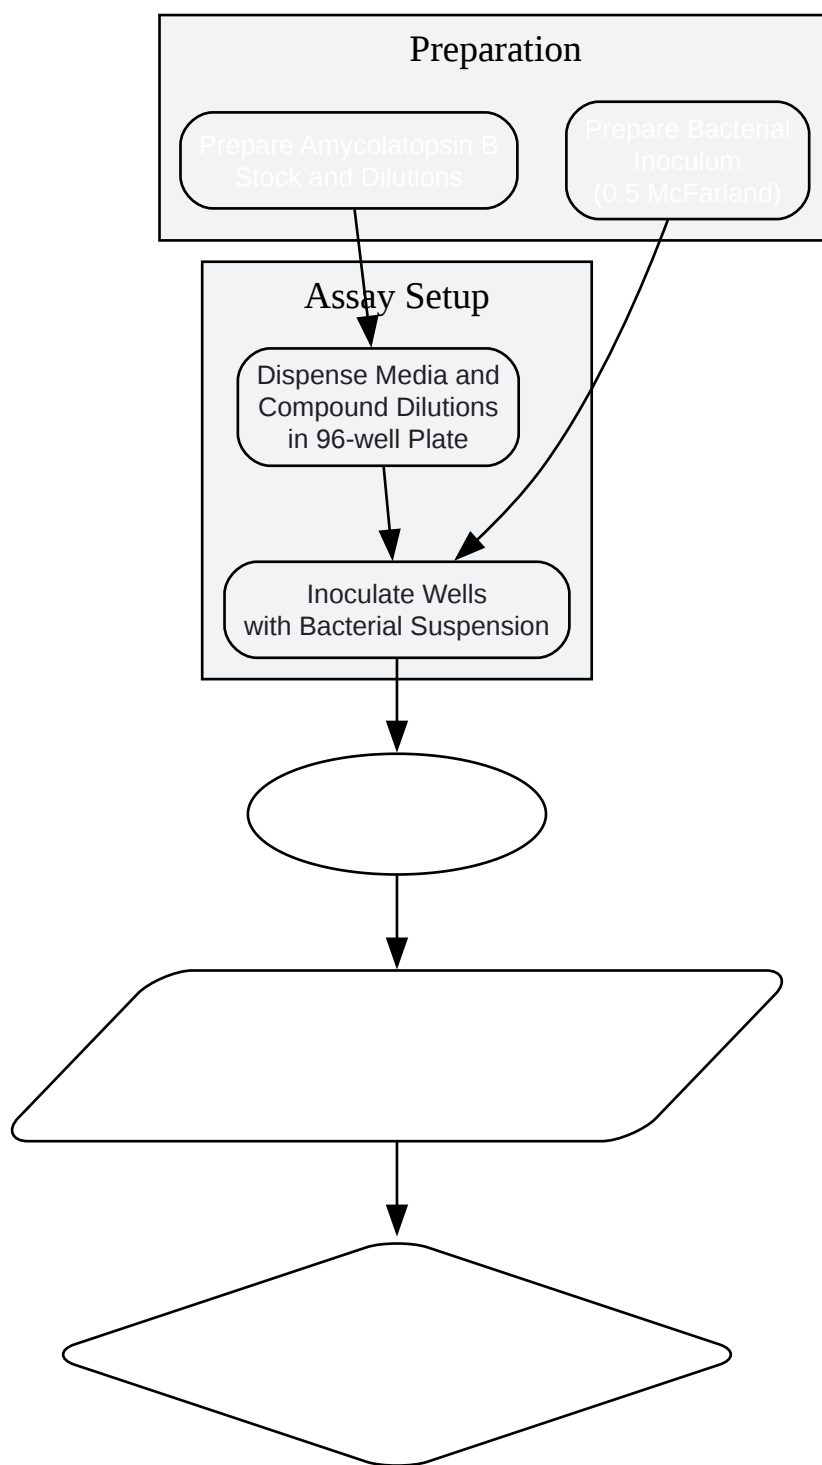 Preparation
Prepare Amycolatopsin B
Stock and Dilutions
Prepare Bacterial
Inoculum
(0.5 McFarland)
Assay Setup
Dispense Media and
Compound Dilutions
in 96-well Plate
Inoculate Wells
with Bacterial Suspension